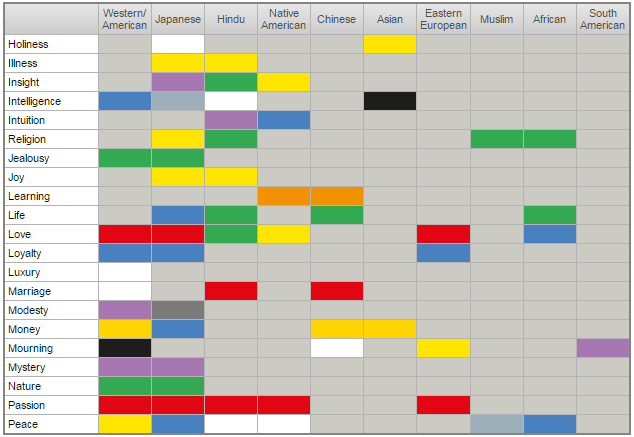 Western/ Japanese Hindu Native Chinese Asian Eastern Muslim African South
American American European American
Holiness
Illness
Insight
Intelligence
Intuition
Religion
Jealousy
Joy
Learning
Life
Love
Loyalty
Luxury
Marriage
Modesty
Money
Mourning
Mystery
Nature
Passion
Peace